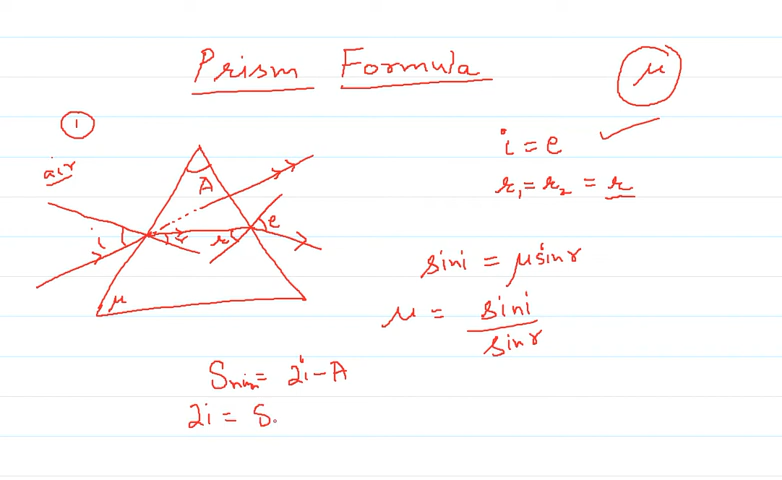 Prism Formula
μ
1
air
i = e
r₁ = r₂ = r
A
i
r
r
e
μ
sin i = μ sin r
μ = sin i / sin r
δmin = 2i - A
2i = δ